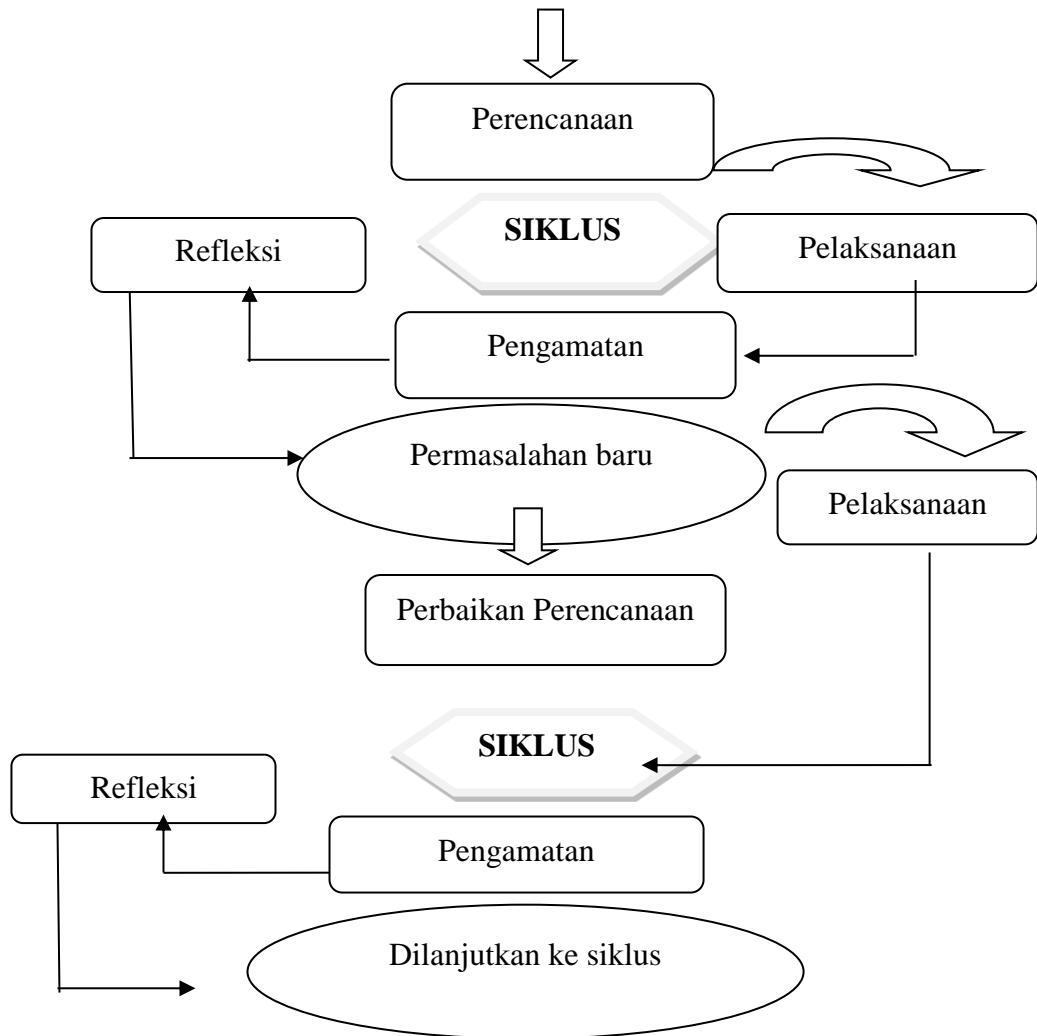 Perencanaan
SIKLUS
Refleksi
Pelaksanaan
Pengamatan
Permasalahan baru
Pelaksanaan
Perbaikan Perencanaan
SIKLUS
Refleksi
Pengamatan
Dilanjutkan ke siklus